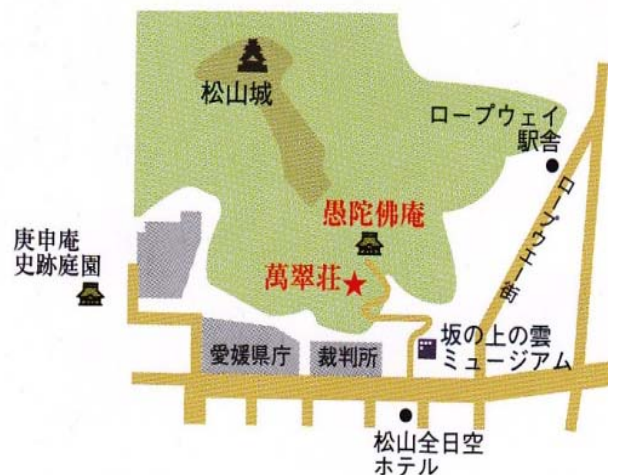 松山城
ロープウェイ
駅舎
ロープウェー街
愚陀佛庵
庚申庵
史跡庭園
萬翠荘
愛媛県庁
裁判所
坂の上の雲
ミュージアム
松山全日空
ホテル